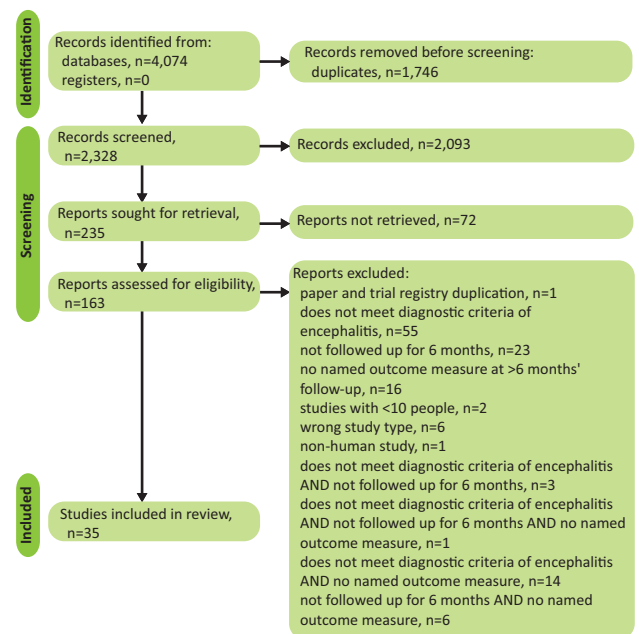 Identification
Records identified from:
databases, n=4,074
registers, n=0
Records removed before screening:
duplicates, n=1,746
Screening
Records screened,
n=2,328
Records excluded, n=2,093
Reports sought for retrieval,
n=235
Reports not retrieved, n=72
Reports assessed for eligibility,
n=163
Reports excluded:
paper and trial registry duplication, n=1
does not meet diagnostic criteria of
encephalitis, n=55
not followed up for 6 months, n=23
no named outcome measure at >6 months'
follow-up, n=16
studies with <10 people, n=2
wrong study type, n=6
non-human study, n=1
does not meet diagnostic criteria of encephalitis
AND not followed up for 6 months, n=3
does not meet diagnostic criteria of encephalitis
AND not followed up for 6 months AND no named
outcome measure, n=1
does not meet diagnostic criteria of encephalitis
AND no named outcome measure, n=14
not followed up for 6 months AND no named
outcome measure, n=6
Included
Studies included in review,
n=35